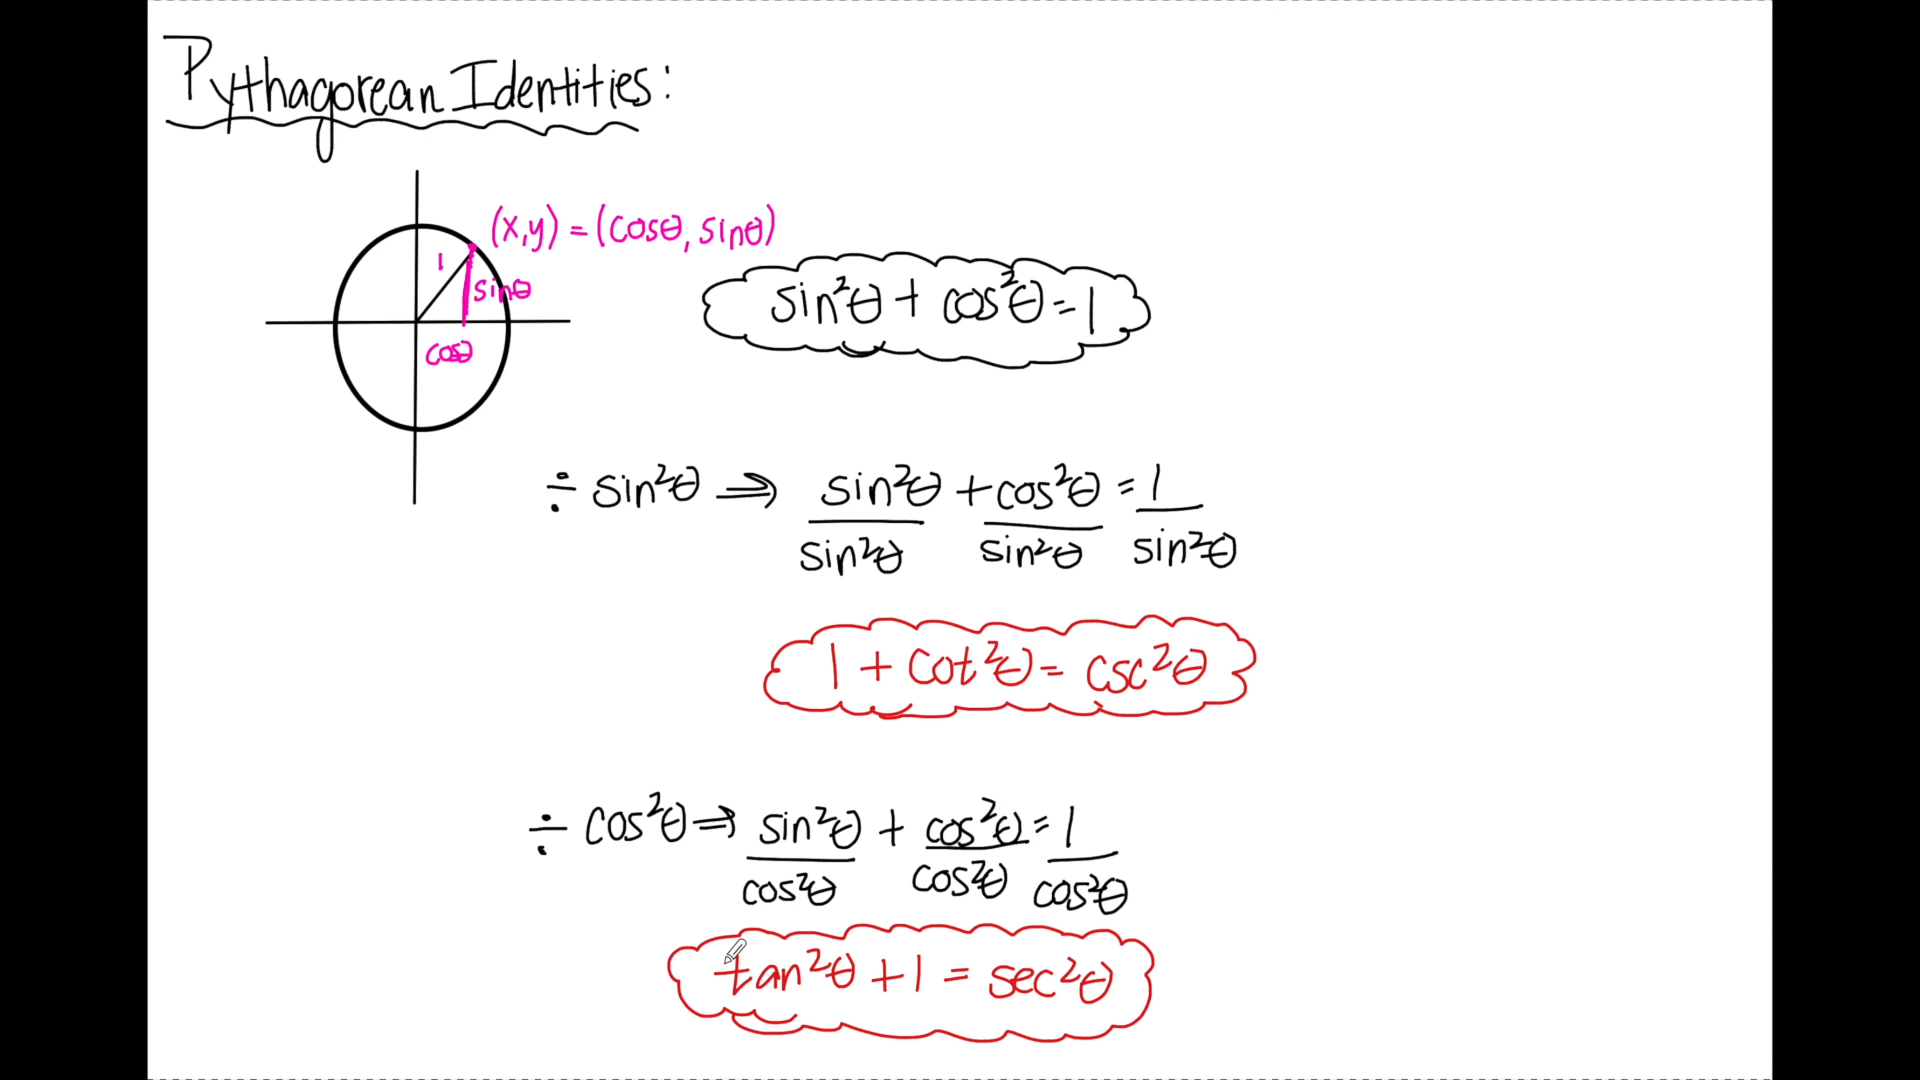 Pythagorean Identities:
(x,y) = (cosθ, sinθ)
1
sinθ
cosθ
sin²θ + cos²θ = 1
÷ sin²θ ⇒ sin²θ/sin²θ + cos²θ/sin²θ = 1/sin²θ
1 + cot²θ = csc²θ
÷ cos²θ ⇒ sin²θ/cos²θ + cos²θ/cos²θ = 1/cos²θ
tan²θ + 1 = sec²θ